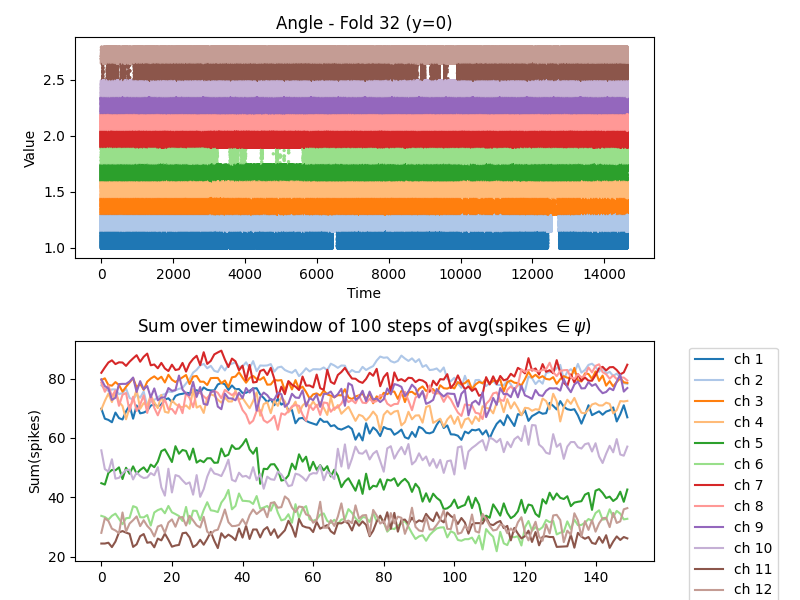 Angle - Fold 32 (y=0)
Value
2.5
2.0
1.5
1.0
0 2000 4000 6000 8000 10000 12000 14000
Time
Sum over timewindow of 100 steps of avg(spikes ∈ ψ)
Sum(spikes)
80
60
40
20
0 20 40 60 80 100 120 140
ch 1
ch 2
ch 3
ch 4
ch 5
ch 6
ch 7
ch 8
ch 9
ch 10
ch 11
ch 12